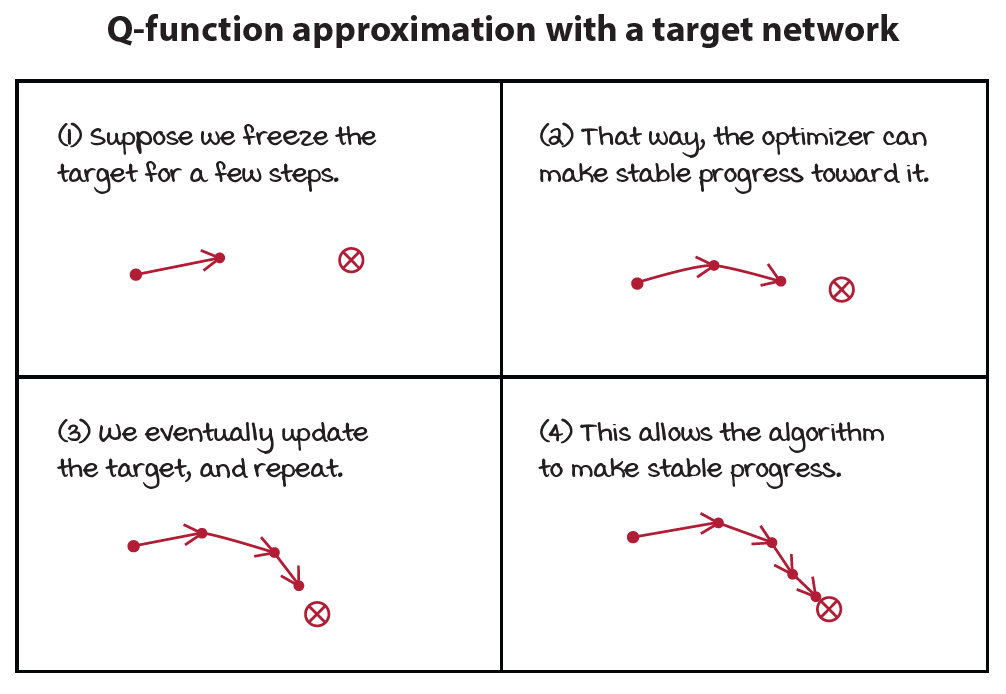 Q-function approximation with a target network
(1) Suppose we freeze the
target for a few steps.
(2) That way, the optimizer can
make stable progress toward it.
(3) We eventually update
the target, and repeat.
(4) This allows the algorithm
to make stable progress.